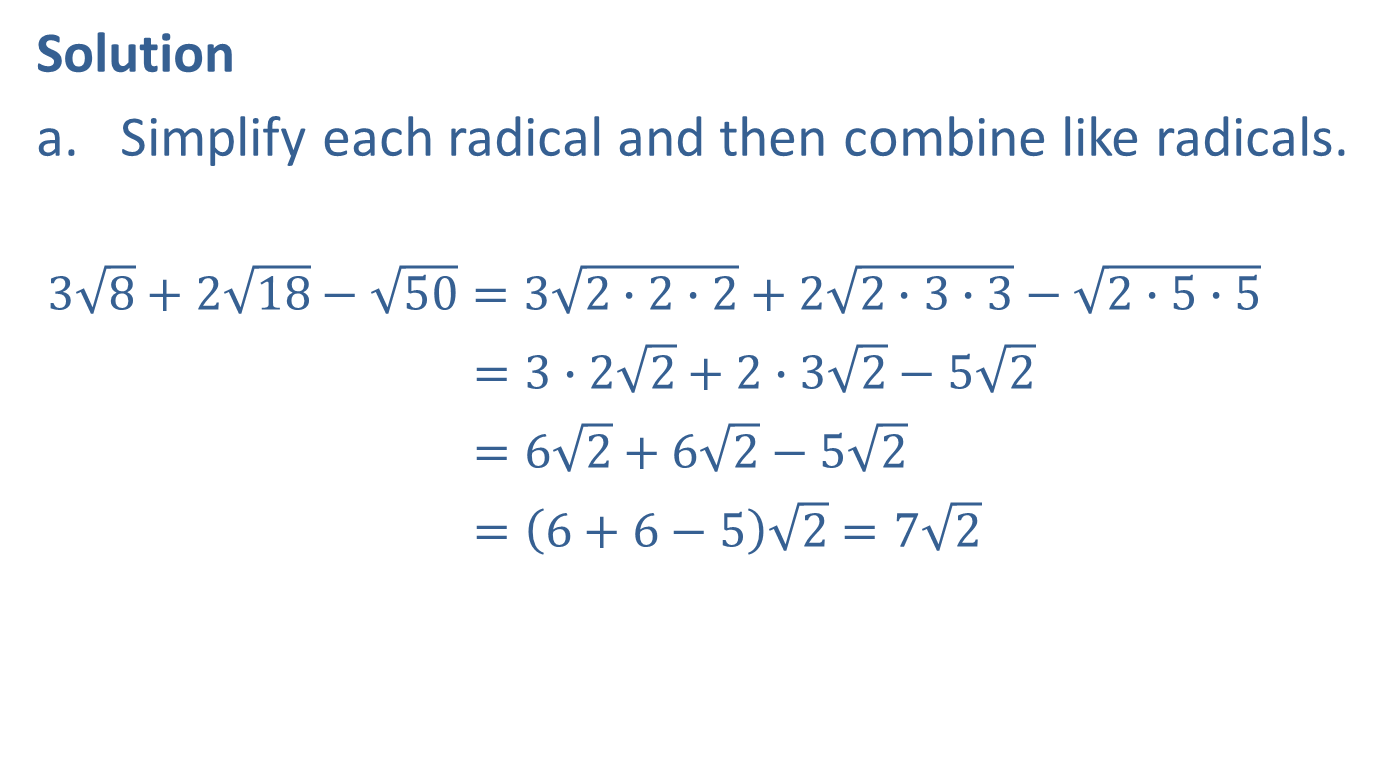 Solution
a. Simplify each radical and then combine like radicals.
3√8 + 2√18 − √50 = 3√(2 · 2 · 2) + 2√(2 · 3 · 3) − √(2 · 5 · 5)
= 3 · 2√2 + 2 · 3√2 − 5√2
= 6√2 + 6√2 − 5√2
= (6 + 6 − 5)√2 = 7√2